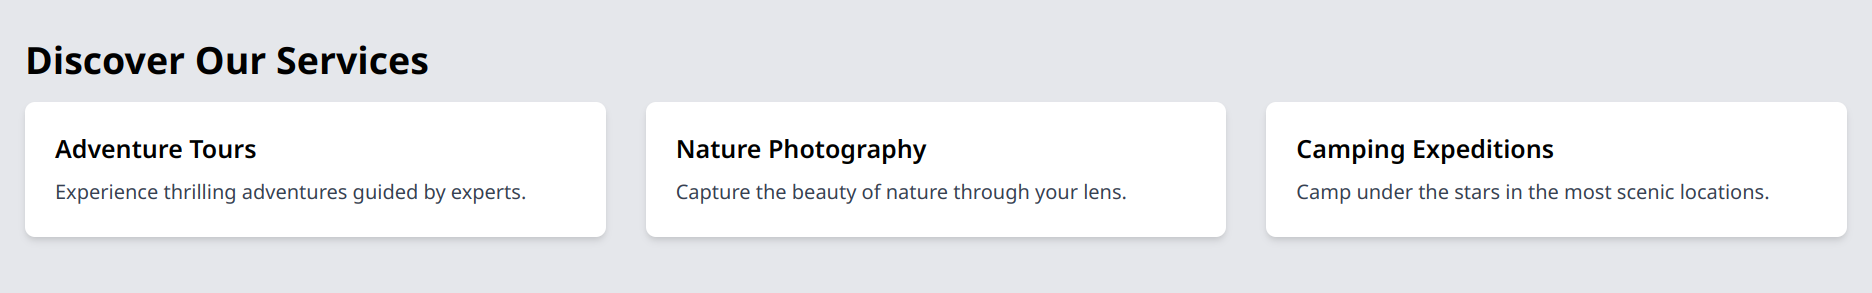 Discover Our Services
Adventure Tours
Experience thrilling adventures guided by experts.
Nature Photography
Capture the beauty of nature through your lens.
Camping Expeditions
Camp under the stars in the most scenic locations.